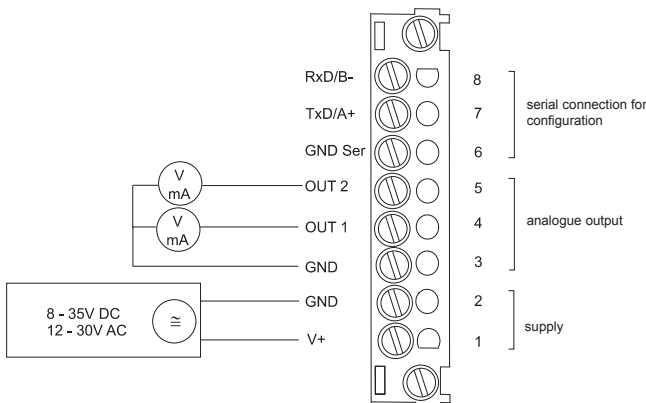 RxD/B-
8
TxD/A+
7
serial connection for
configuration
GND Ser
6
V
mA
OUT 2
5
V
mA
OUT 1
4
analogue output
GND
3
8 - 35V DC
12 - 30V AC
≅
GND
2
supply
V+
1